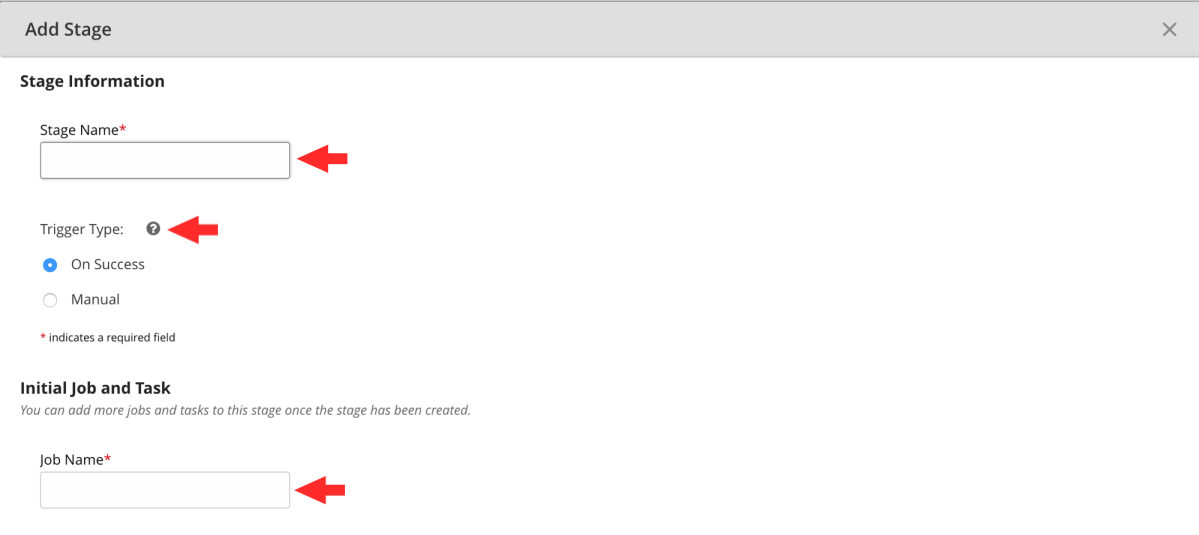 Add Stage
Stage Information
Stage Name*
Trigger Type:
On Success
Manual
* indicates a required field
Initial Job and Task
You can add more jobs and tasks to this stage once the stage has been created.
Job Name*